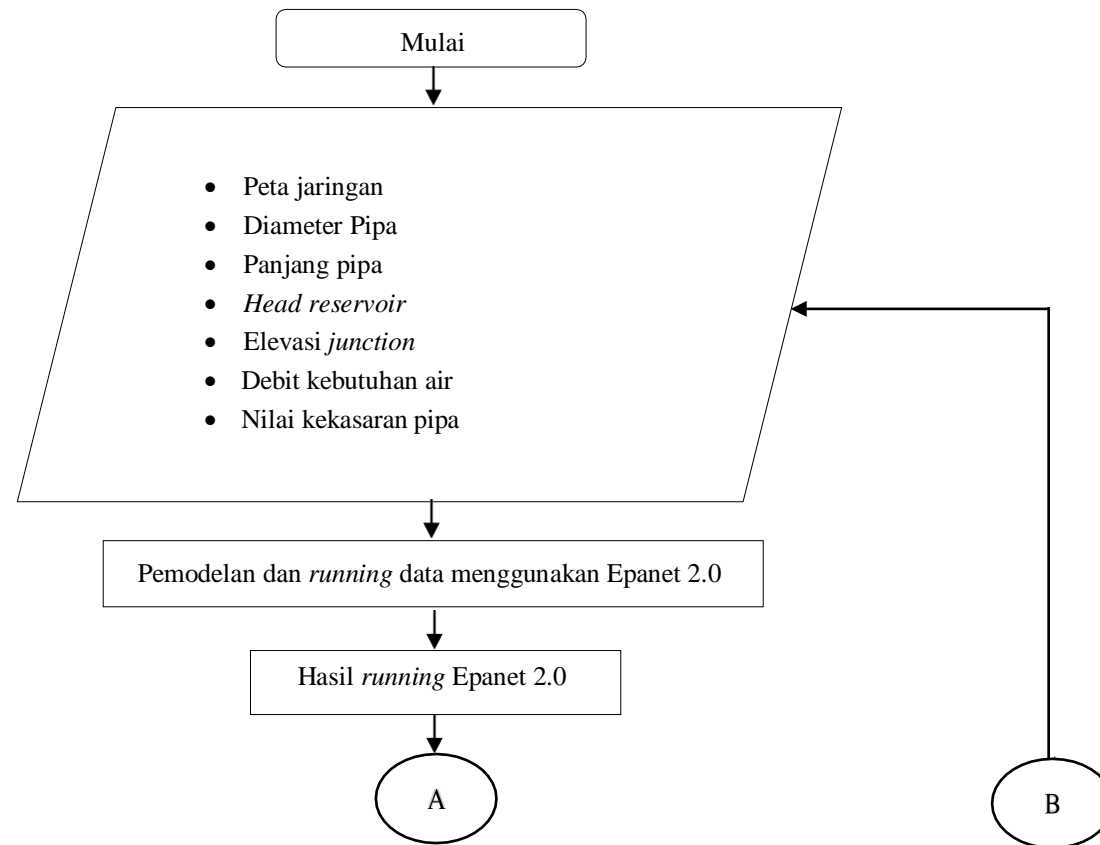 Mulai
• Peta jaringan
• Diameter Pipa
• Panjang pipa
• Head reservoir
• Elevasi junction
• Debit kebutuhan air
• Nilai kekasaran pipa
Pemodelan dan running data menggunakan Epanet 2.0
Hasil running Epanet 2.0
A
B